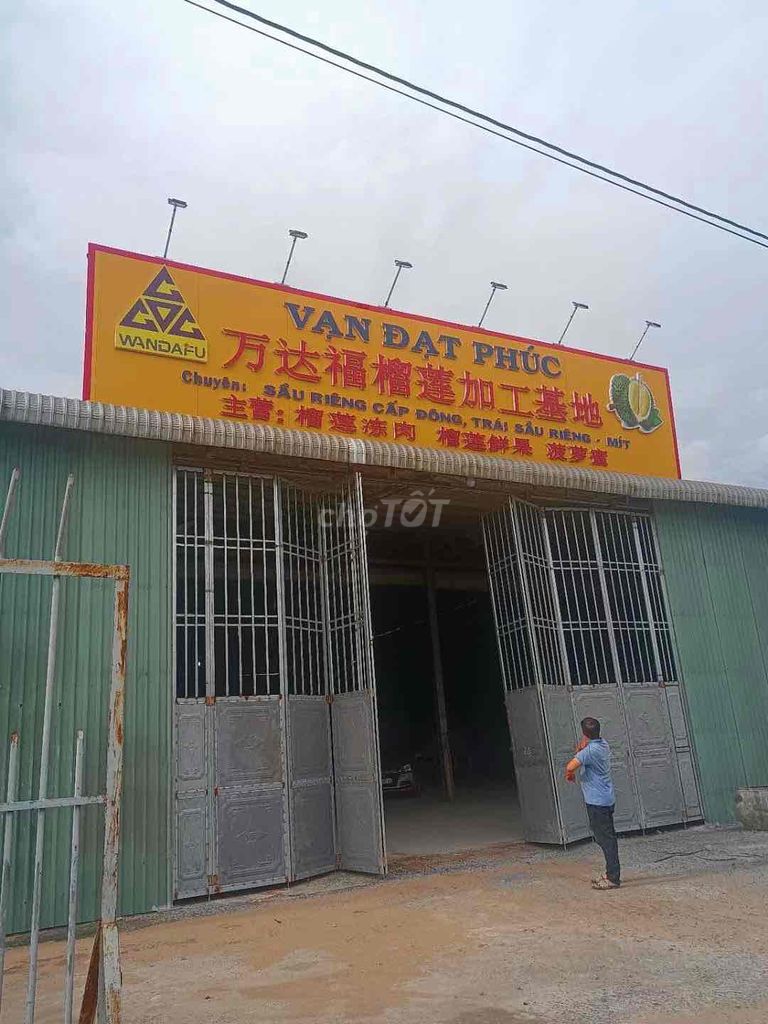 VẠN ĐẠT PHÚC
WANDAFU
万达福榴莲加工基地
Chuyên: SẦU RIÊNG CẤP ĐÔNG, TRÁI SẦU RIÊNG - MÍT
主营: 榴莲冻肉 榴莲鲜果 菠萝蜜
chợTỐT